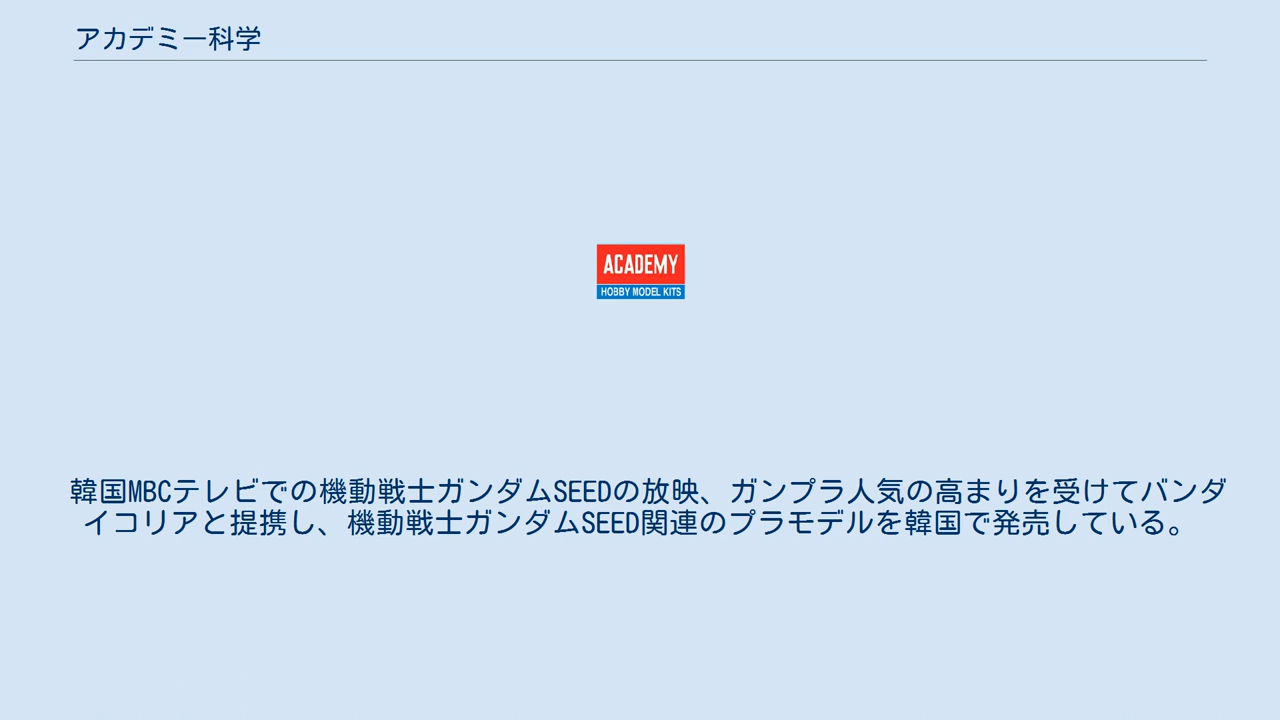 アカデミー科学
ACADEMY
HOBBY MODEL KITS
韓国MBCテレビでの機動戦士ガンダムSEEDの放映、ガンプラ人気の高まりを受けてバンダ
イコリアと提携し、機動戦士ガンダムSEED関連のプラモデルを韓国で発売している。